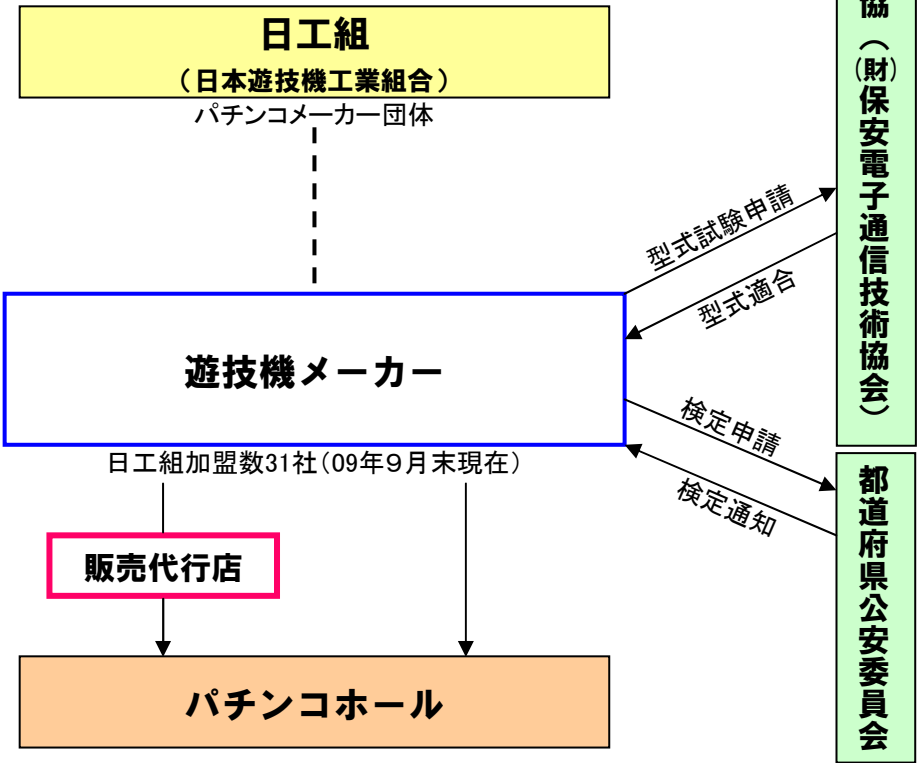 日工組
（日本遊技機工業組合）
パチンコメーカー団体
型式試験申請
型式適合
協（(財)保安電子通信技術協会）
遊技機メーカー
検定申請
検定通知
日工組加盟数31社（09年９月末現在）
販売代行店
都道府県公安委員会
パチンコホール